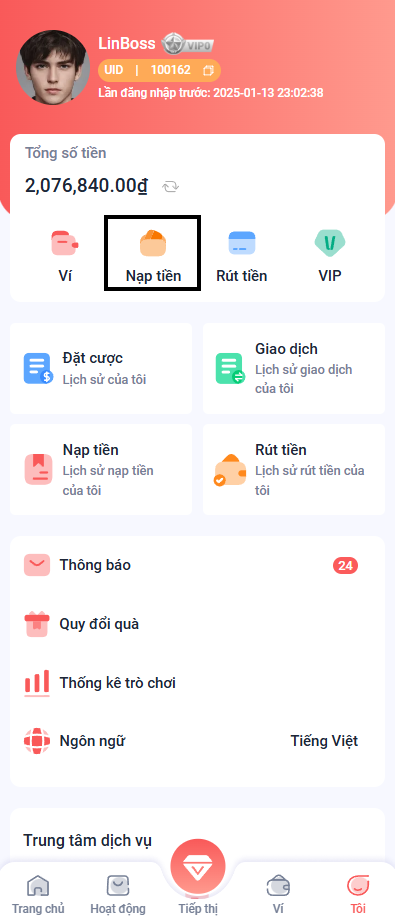 LinBoss VIP0
UID | 100162
Lần đăng nhập trước: 2025-01-13 23:02:38
Tổng số tiền
2,076,840.00₫
Ví
Nạp tiền
Rút tiền
VIP
Đặt cược
Lịch sử của tôi
Giao dịch
Lịch sử giao dịch
của tôi
Nạp tiền
Lịch sử nạp tiền
của tôi
Rút tiền
Lịch sử rút tiền của
tôi
Thông báo 24
Quy đổi quà
Thống kê trò chơi
Ngôn ngữ Tiếng Việt
Trung tâm dịch vụ
Trang chủ
Hoạt động
Tiếp thị
Ví
Tôi